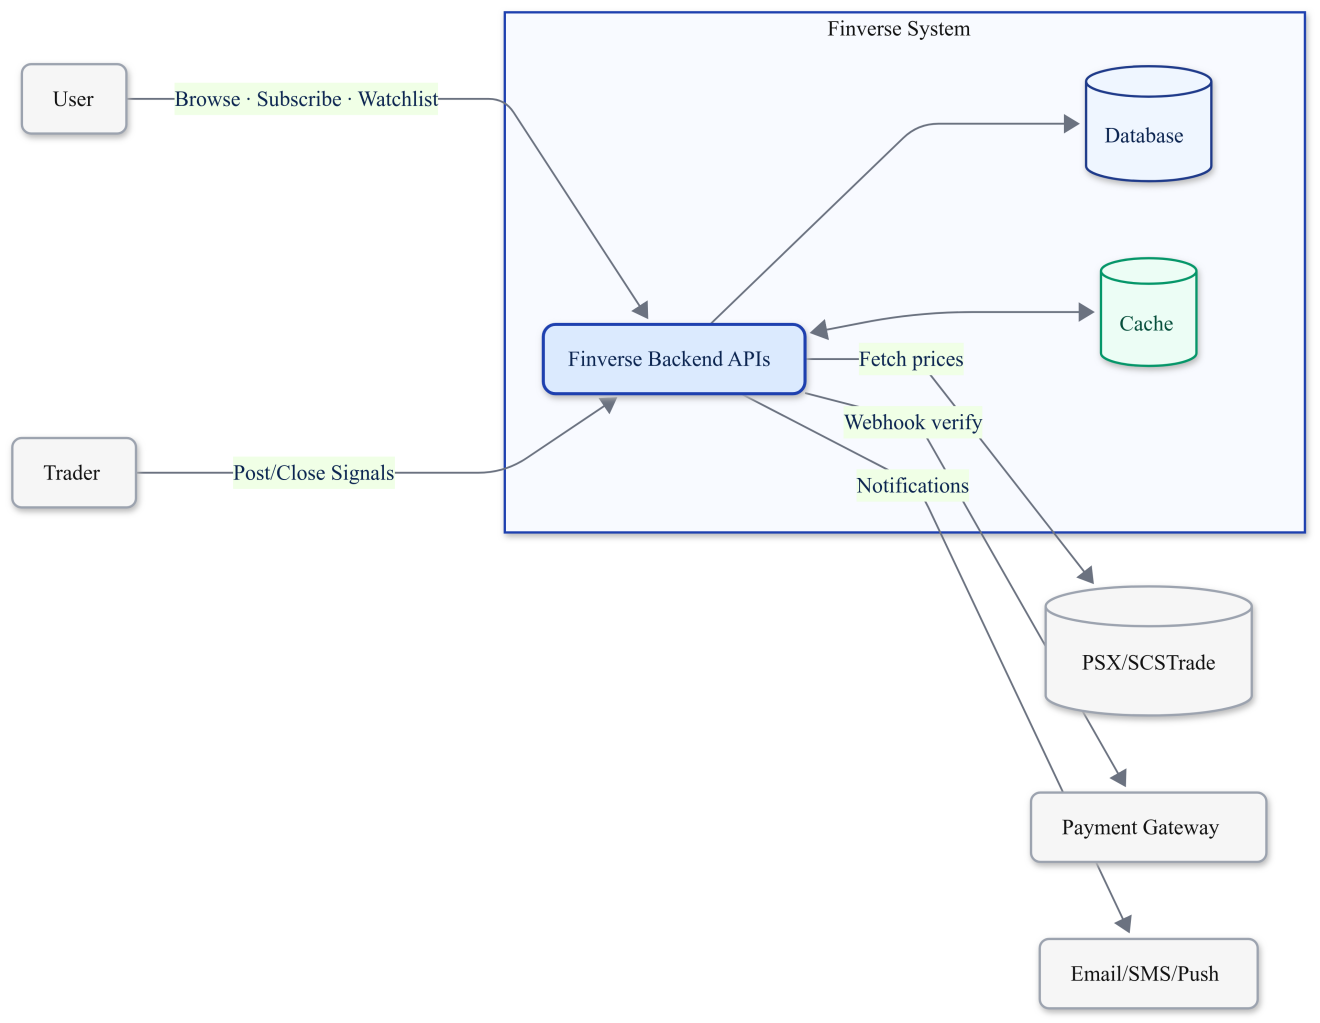 Finverse System
User
Browse · Subscribe · Watchlist
Database
Cache
Finverse Backend APIs
Fetch prices
Webhook verify
Trader
Post/Close Signals
Notifications
PSX/SCSTrade
Payment Gateway
Email/SMS/Push